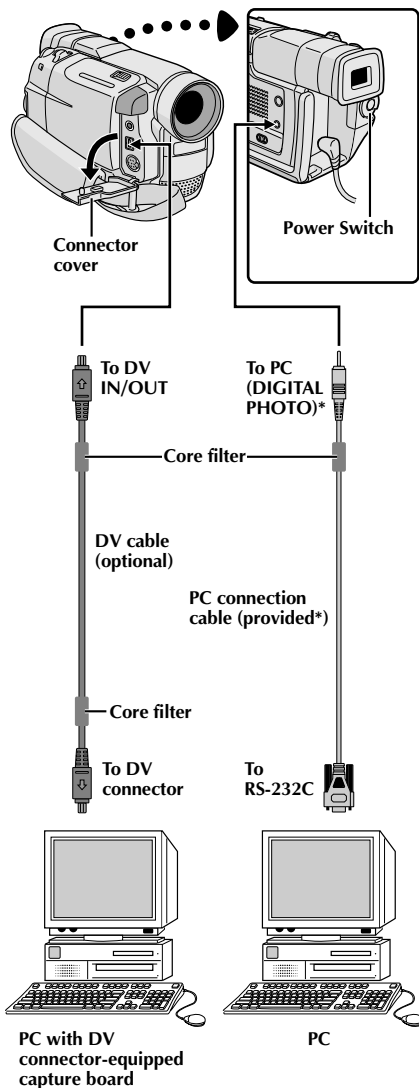 Connector
cover
Power Switch
To DV
IN/OUT
To PC
(DIGITAL
PHOTO)*
Core filter
DV cable
(optional)
PC connection
cable (provided*)
Core filter
To DV
connector
To
RS-232C
PC with DV
connector-equipped
capture board
PC